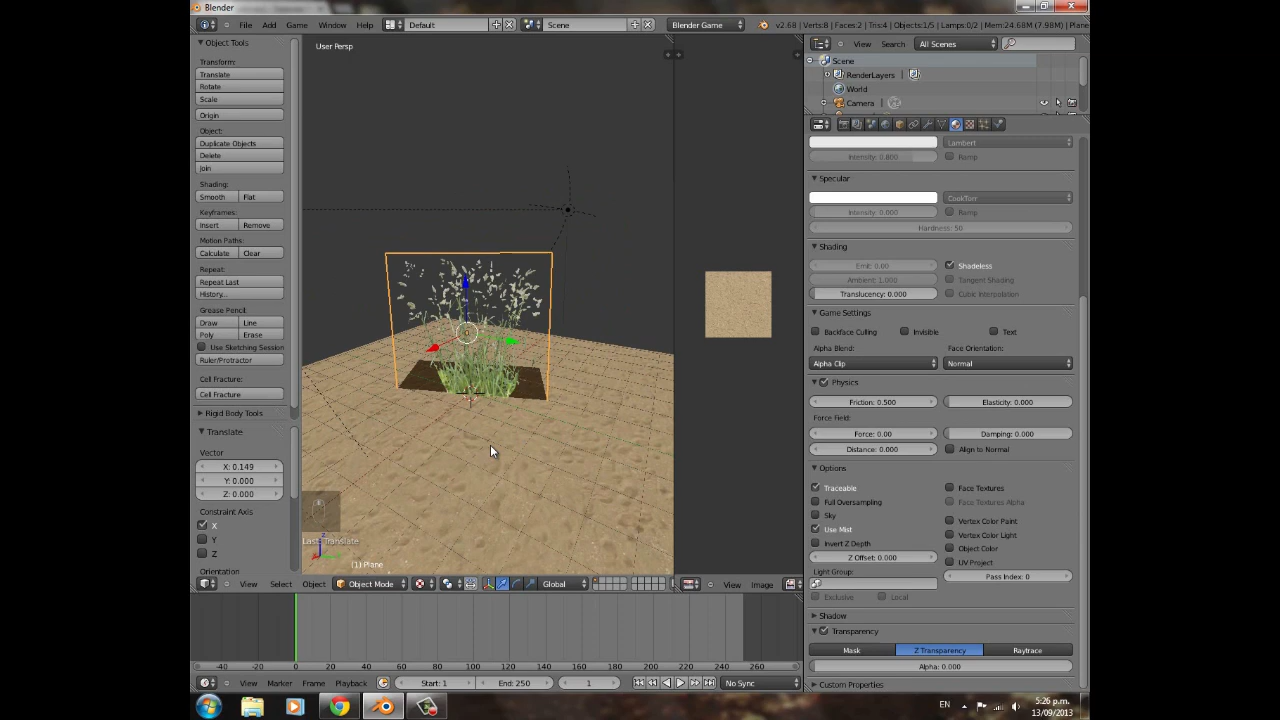 Blender
File Add Game Window Help Default Scene Blender Game v2.68 | Verts:8 | Faces:2 | Tris:4 | Objects:1/5 | Lamps:0/2 | Mem:24.68M (7.98M) | Plane
Object Tools
Transform:
Translate
Rotate
Scale
Origin
Object:
Duplicate Objects
Delete
Join
Shading:
Smooth Flat
Keyframes:
Insert Remove
Motion Paths:
Calculate Clear
Repeat:
Repeat Last
History...
Grease Pencil:
Draw Line
Poly Erase
Use Sketching Session
Ruler/Protractor
Cell Fracture:
Cell Fracture
Rigid Body Tools
Translate
Vector
X: 0.149
Y: 0.000
Z: 0.000
Constraint Axis
X
Y
Z
Orientation
User Persp
Last: Translate
(1) Plane
View Select Object Object Mode Global
View Image
View Search All Scenes
Scene
RenderLayers
World
Camera
Lambert
Intensity: 0.800 Ramp
Specular
CookTorr
Intensity: 0.000 Ramp
Hardness: 50
Shading
Emit: 0.00 Shadeless
Ambient: 1.000 Tangent Shading
Translucency: 0.000 Cubic Interpolation
Game Settings
Backface Culling Invisible Text
Alpha Blend: Face Orientation:
Alpha Clip Normal
Physics
Friction: 0.500 Elasticity: 0.000
Force Field:
Force: 0.00 Damping: 0.000
Distance: 0.000 Align to Normal
Options
Traceable Face Textures
Full Oversampling Face Textures Alpha
Sky Vertex Color Paint
Use Mist Vertex Color Light
Invert Z Depth Object Color
Z Offset: 0.000 UV Project
Light Group: Pass Index: 0
Exclusive Local
Shadow
Transparency
Mask Z Transparency Raytrace
Alpha: 0.000
Custom Properties
-40 -20 0 20 40 60 80 100 120 140 160 180 200 220 240 260
View Marker Frame Playback Start: 1 End: 250 1 No Sync
EN 5:26 p.m.
13/09/2013